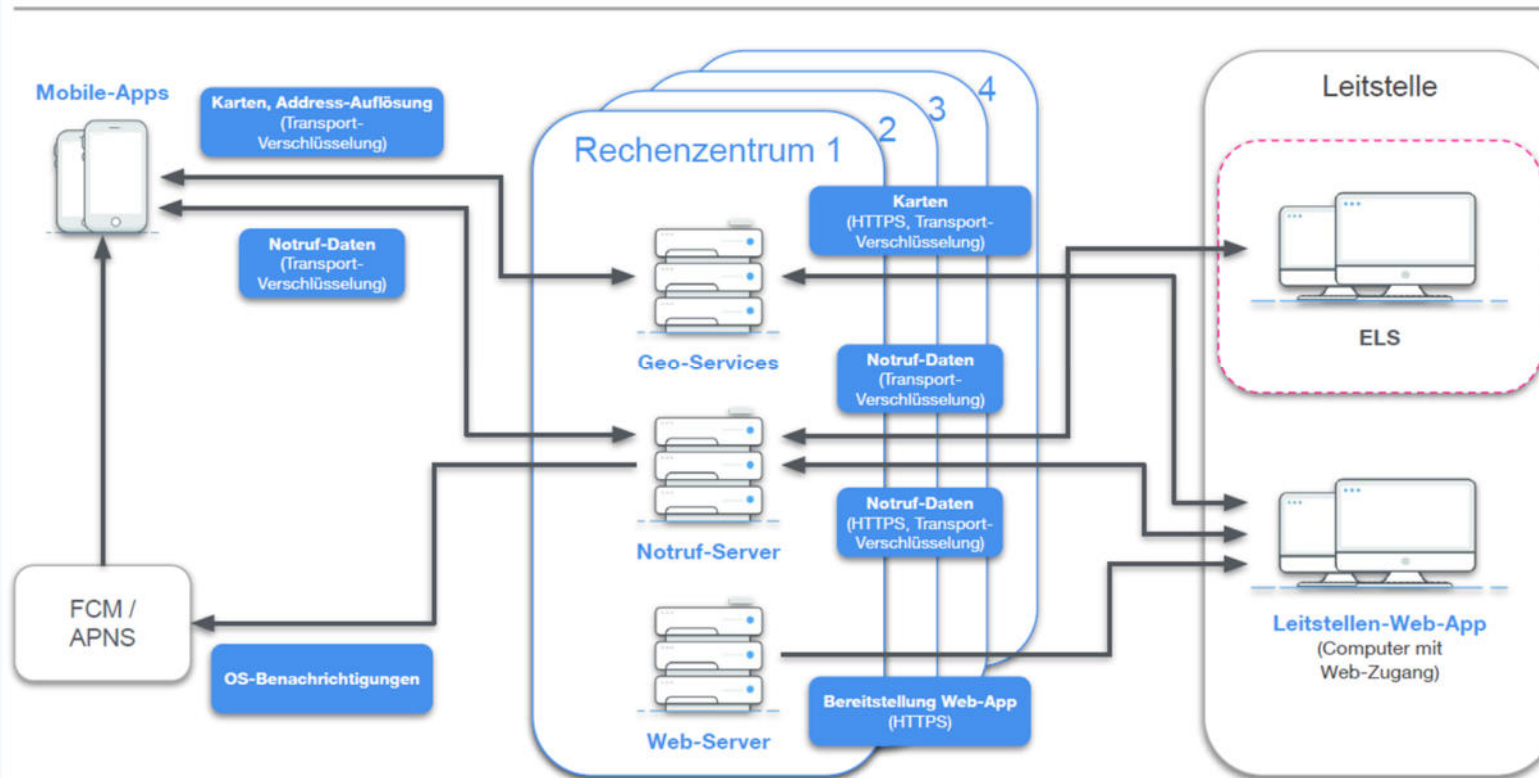 Mobile-Apps
Karten, Address-Auflösung
(Transport-
Verschlüsselung)
Notruf-Daten
(Transport-
Verschlüsselung)
FCM /
APNS
OS-Benachrichtigungen
Rechenzentrum 1
2
3
4
Geo-Services
Notruf-Server
Web-Server
Karten
(HTTPS, Transport-
Verschlüsselung)
Notruf-Daten
(Transport-
Verschlüsselung)
Notruf-Daten
(HTTPS, Transport-
Verschlüsselung)
Bereitstellung Web-App
(HTTPS)
Leitstelle
ELS
Leitstellen-Web-App
(Computer mit
Web-Zugang)